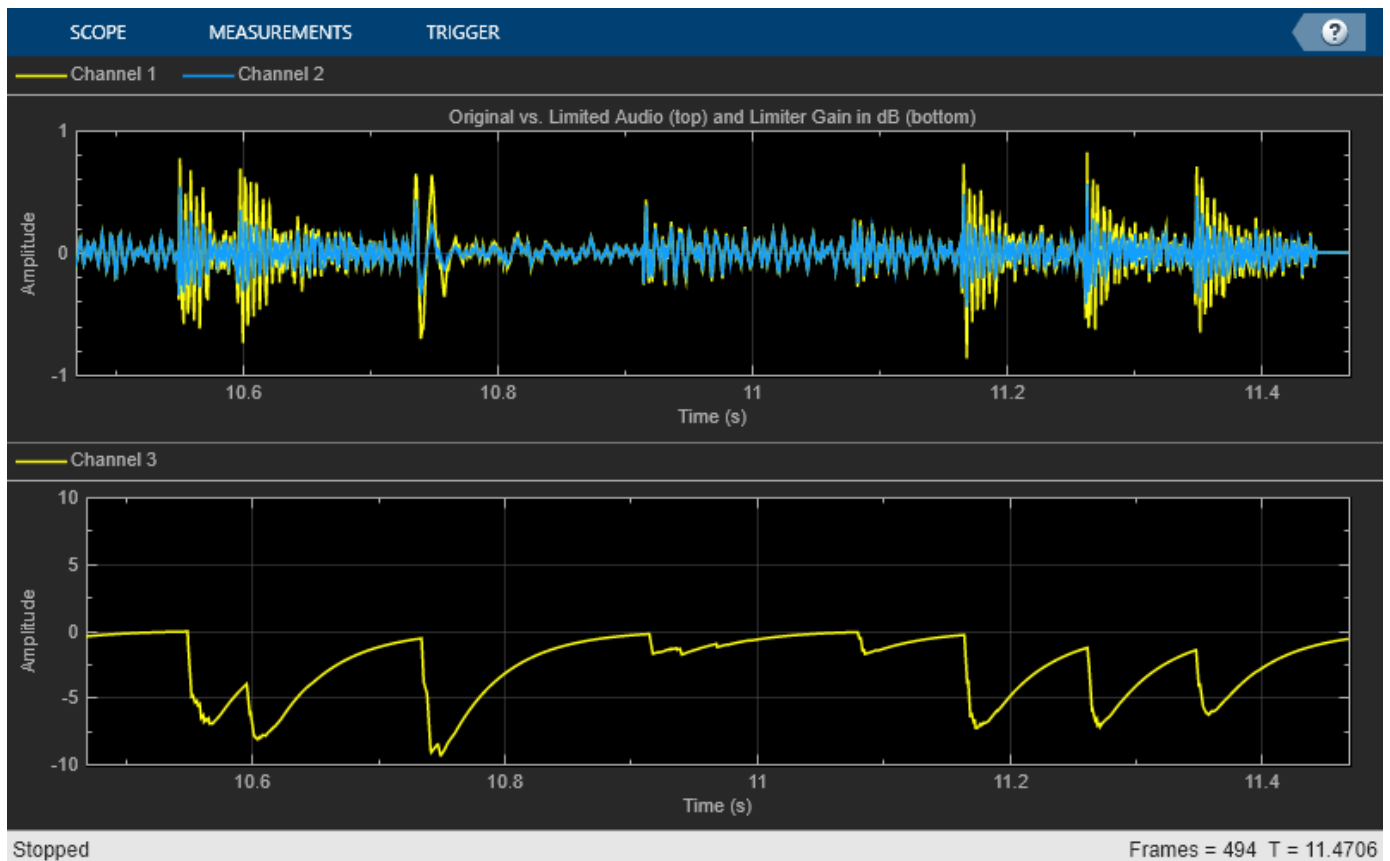 SCOPE MEASUREMENTS TRIGGER ?
Channel 1 Channel 2
Original vs. Limited Audio (top) and Limiter Gain in dB (bottom)
1
0
-1
Amplitude
10.6 10.8 11 11.2 11.4
Time (s)
Channel 3
10
5
0
-5
-10
Amplitude
10.6 10.8 11 11.2 11.4
Time (s)
Stopped Frames = 494 T = 11.4706